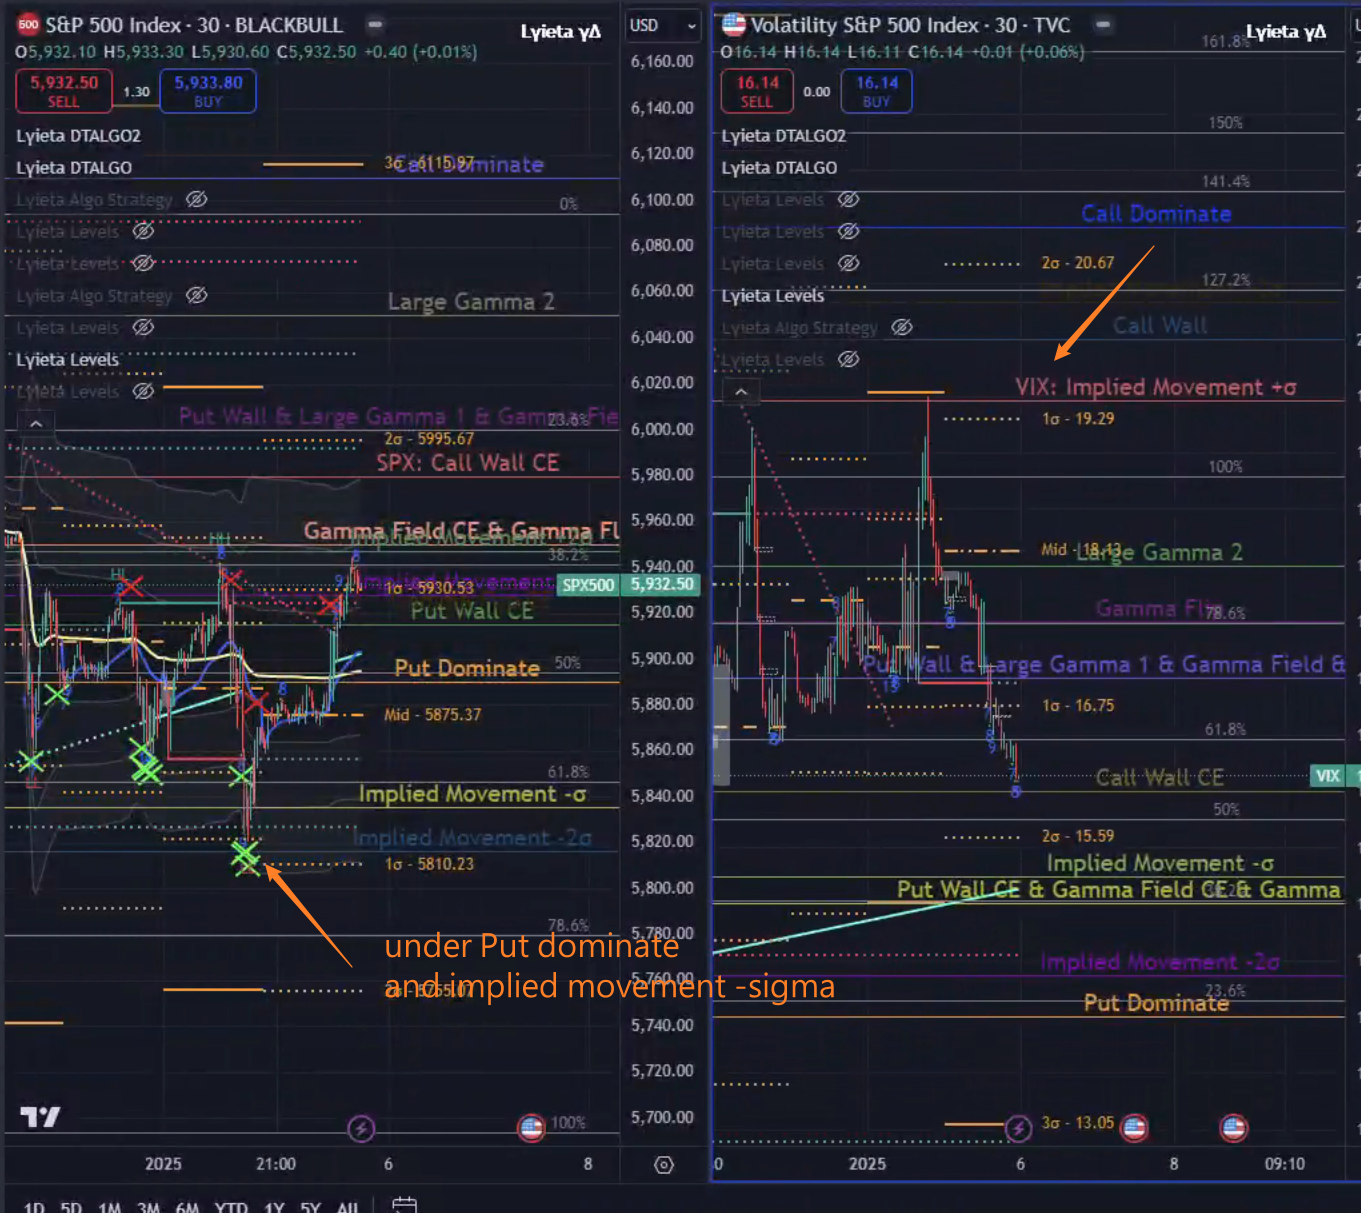 500 S&P 500 Index · 30 · BLACKBULL
Lyieta γΔ
O5,932.10 H5,933.30 L5,930.60 C5,932.50 +0.40 (+0.01%)
5,932.50
SELL
1.30
5,933.80
BUY
Lyieta DTALGO2
Lyieta DTALGO
Lyieta Algo Strategy
Lyieta Levels
Lyieta Levels
Lyieta Algo Strategy
Lyieta Levels
Lyieta Levels
Lyieta Levels
3σ - 6115.97
Call Dominate
0%
Large Gamma 2
Put Wall & Large Gamma 1 & Gamma Fie
23.6%
2σ - 5995.67
SPX: Call Wall CE
Gamma Field CE & Gamma Fl
Implied Movement
38.2%
Implied Movement
1σ - 5930.53
Put Wall CE
Put Dominate
50%
Mid - 5875.37
61.8%
Implied Movement -σ
Implied Movement -2σ
1σ - 5810.23
78.6%
under Put dominate
and implied movement -sigma
100%
USD
6,160.00
6,140.00
6,120.00
6,100.00
6,080.00
6,060.00
6,040.00
6,020.00
6,000.00
5,980.00
5,960.00
5,940.00
SPX500 5,932.50
5,920.00
5,900.00
5,880.00
5,860.00
5,840.00
5,820.00
5,800.00
5,780.00
5,760.00
5,740.00
5,720.00
5,700.00
2025 21:00 6 8
1D 5D 1M 3M 6M YTD 1Y 5Y All
Volatility S&P 500 Index · 30 · TVC
Lyieta γΔ
O16.14 H16.14 L16.11 C16.14 +0.01 (+0.06%)
161.8%
16.14
SELL
0.00
16.14
BUY
Lyieta DTALGO2
Lyieta DTALGO
Lyieta Levels
Lyieta Levels
Lyieta Levels
Lyieta Levels
Lyieta Algo Strategy
Lyieta Levels
150%
141.4%
Call Dominate
2σ - 20.67
127.2%
Call Wall
VIX: Implied Movement +σ
1σ - 19.29
100%
Mid - 18.13
Large Gamma 2
Gamma Flip
78.6%
Put Wall & Large Gamma 1 & Gamma Field &
1σ - 16.75
61.8%
Call Wall CE
VIX
50%
2σ - 15.59
Implied Movement -σ
Put Wall CE & Gamma Field CE & Gamma
Implied Movement -2σ
23.6%
Put Dominate
3σ - 13.05
2025 6 8 09:10